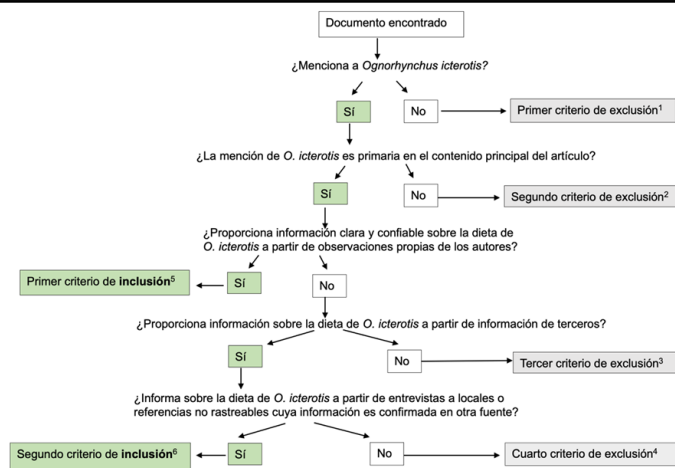 Documento encontrado
¿Menciona a Ognorhynchus icterotis?
Sí
No
Primer criterio de exclusión¹
¿La mención de O. icterotis es primaria en el contenido principal del artículo?
Sí
No
Segundo criterio de exclusión²
¿Proporciona información clara y confiable sobre la dieta de
O. icterotis a partir de observaciones propias de los autores?
Primer criterio de inclusión⁵
Sí
No
¿Proporciona información sobre la dieta de O. icterotis a partir de información de terceros?
Sí
No
Tercer criterio de exclusión³
¿Informa sobre la dieta de O. icterotis a partir de entrevistas a locales o
referencias no rastreables cuya información es confirmada en otra fuente?
Segundo criterio de inclusión⁶
Sí
No
Cuarto criterio de exclusión⁴